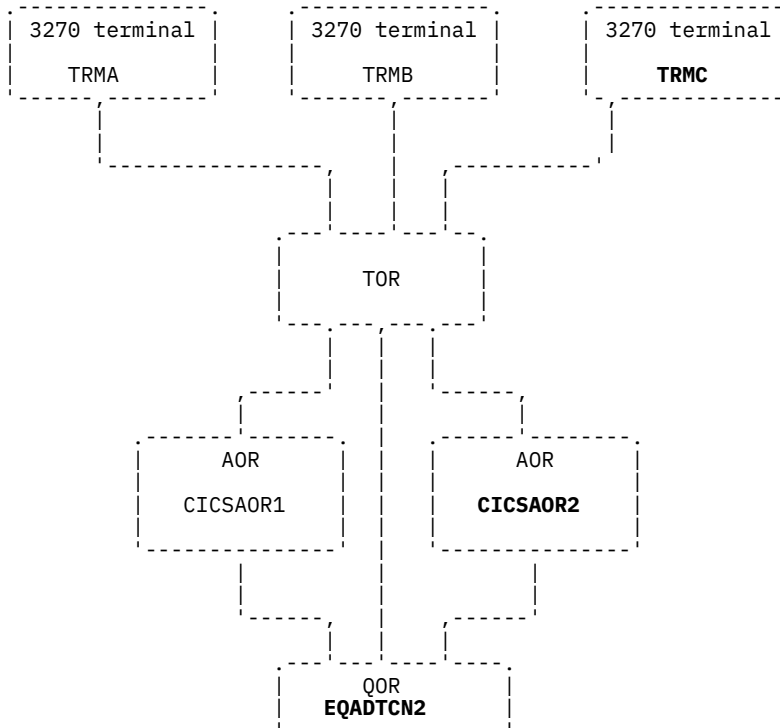 3270 terminal 3270 terminal 3270 terminal
TRMA TRMB TRMC
TOR
AOR AOR
CICSAOR1 CICSAOR2
QOR
EQADTCN2